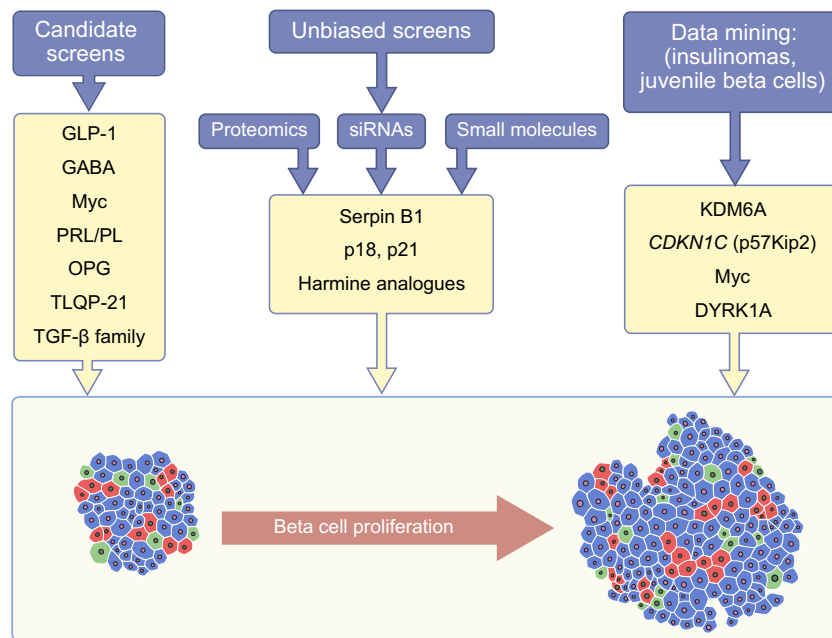 Candidate
screens
GLP-1
GABA
Myc
PRL/PL
OPG
TLQP-21
TGF-β family
Unbiased screens
Proteomics
siRNAs
Small molecules
Serpin B1
p18, p21
Harmine analogues
Data mining:
(insulinomas,
juvenile beta cells)
KDM6A
CDKN1C (p57Kip2)
Myc
DYRK1A
Beta cell proliferation